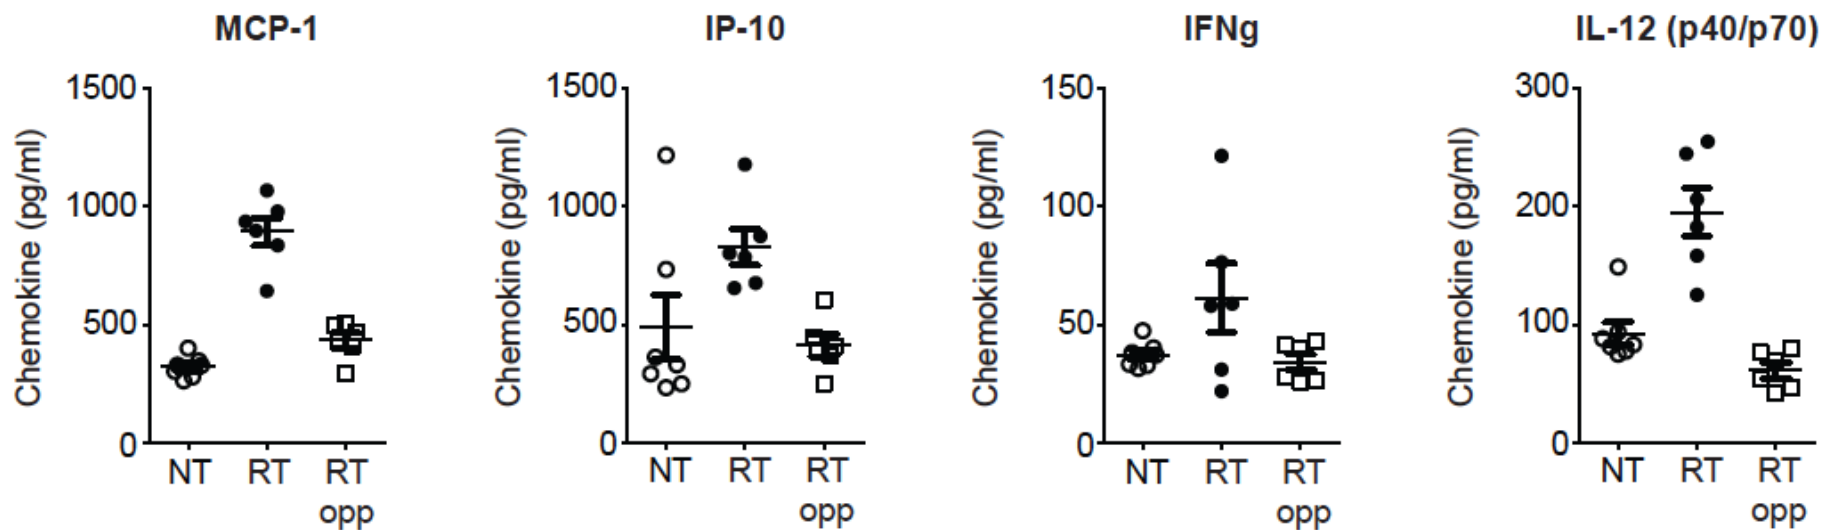 MCP-1
Chemokine (pg/ml)
1500
1000
500
0
NT RT RT
opp
IP-10
Chemokine (pg/ml)
1500
1000
500
0
NT RT RT
opp
IFNg
Chemokine (pg/ml)
150
100
50
0
NT RT RT
opp
IL-12 (p40/p70)
Chemokine (pg/ml)
300
200
100
0
NT RT RT
opp